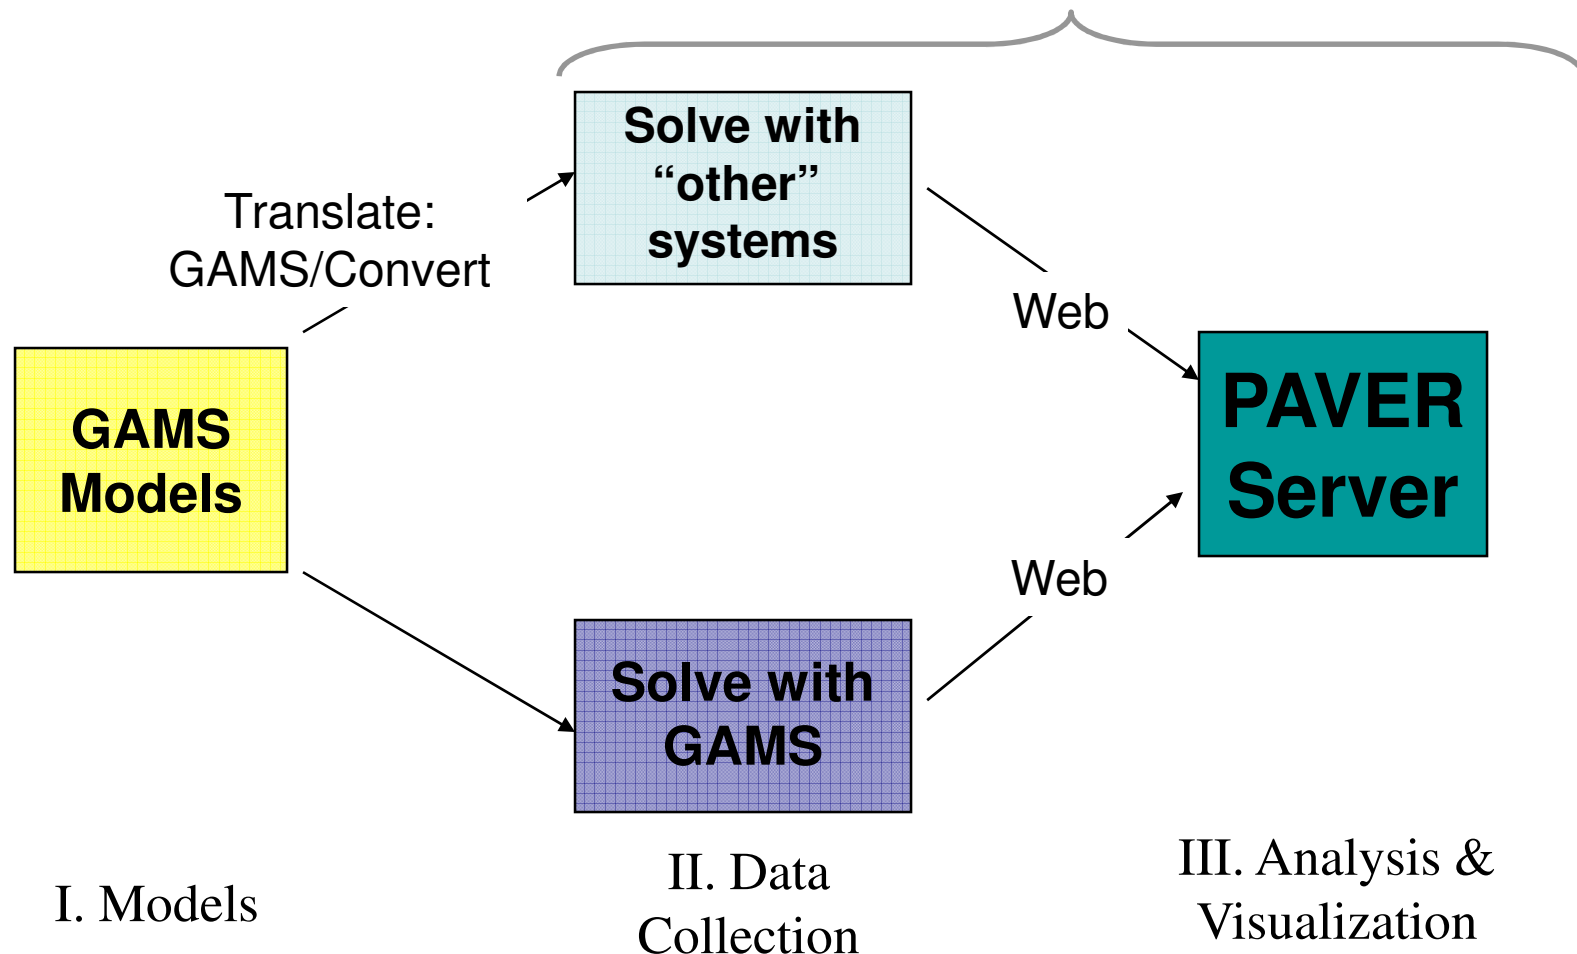 Solve with
“other”
systems
Translate:
GAMS/Convert
Web
PAVER
Server
GAMS
Models
Web
Solve with
GAMS
I. Models
II. Data
Collection
III. Analysis &
Visualization